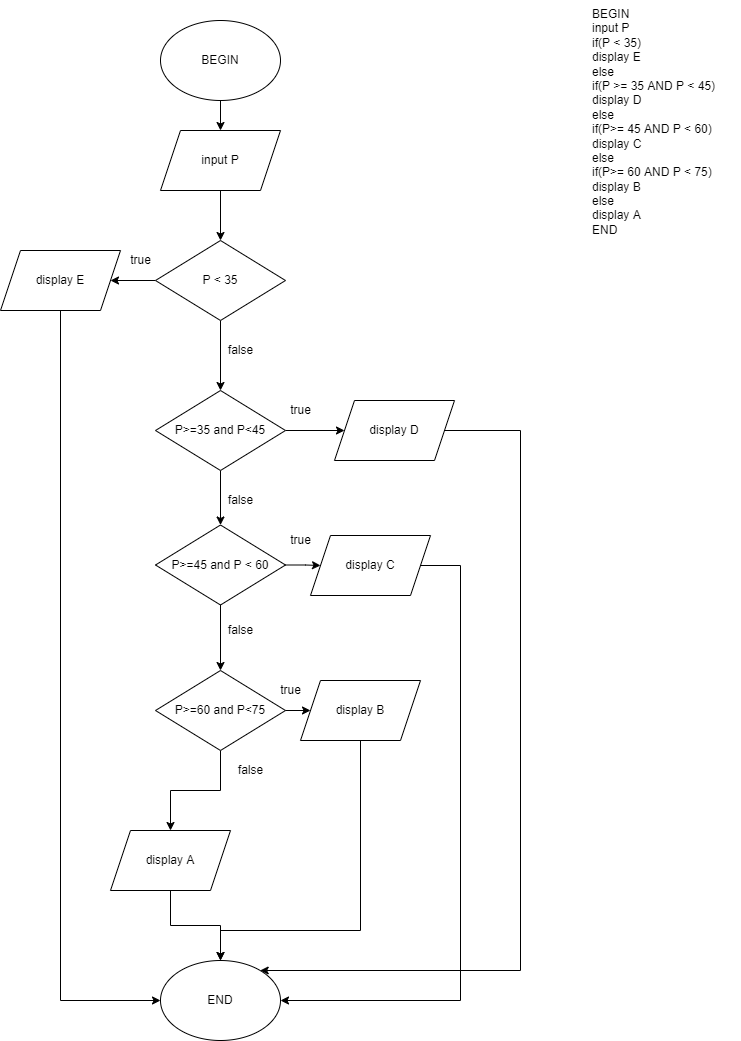 BEGIN
input P
P < 35
true
display E
false
P>=35 and P<45
true
display D
false
P>=45 and P < 60
true
display C
false
P>=60 and P<75
true
display B
false
display A
END
BEGIN
input P
if(P < 35)
display E
else
if(P >= 35 AND P < 45)
display D
else
if(P>= 45 AND P < 60)
display C
else
if(P>= 60 AND P < 75)
display B
else
display A
END